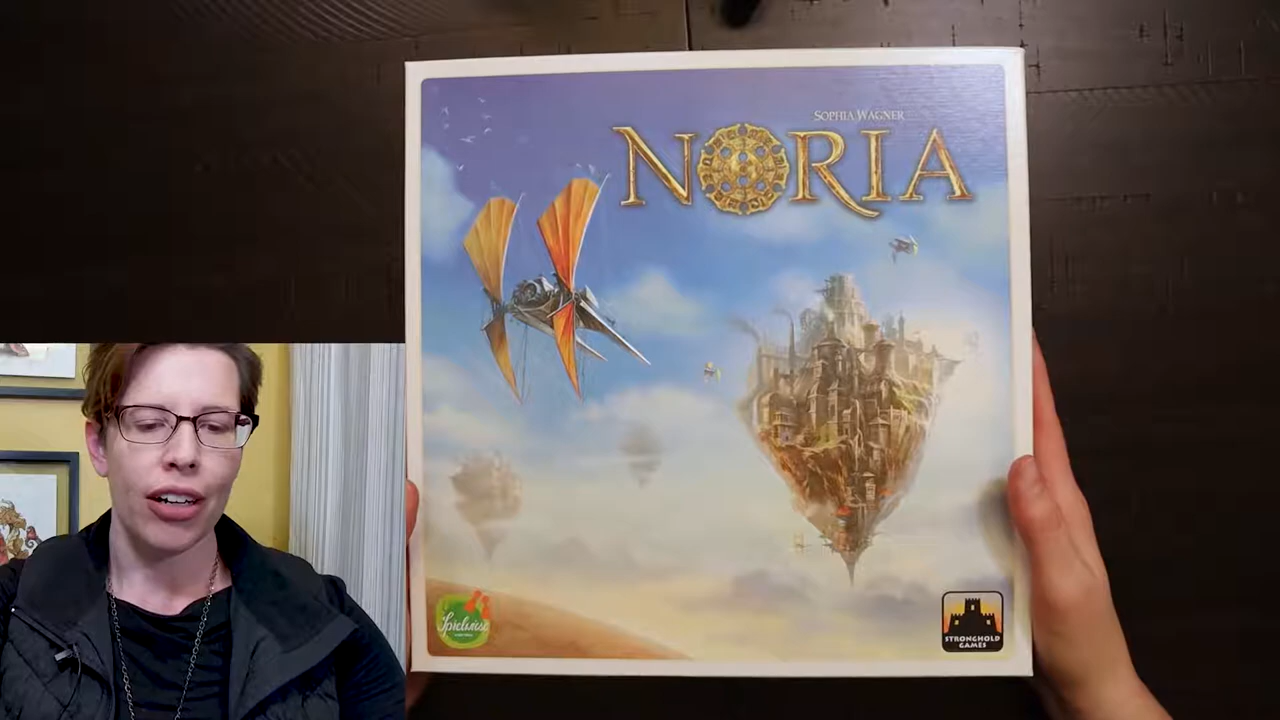 SOPHIA WAGNER
NORIA
Spielwiese
STRONGHOLD
GAMES